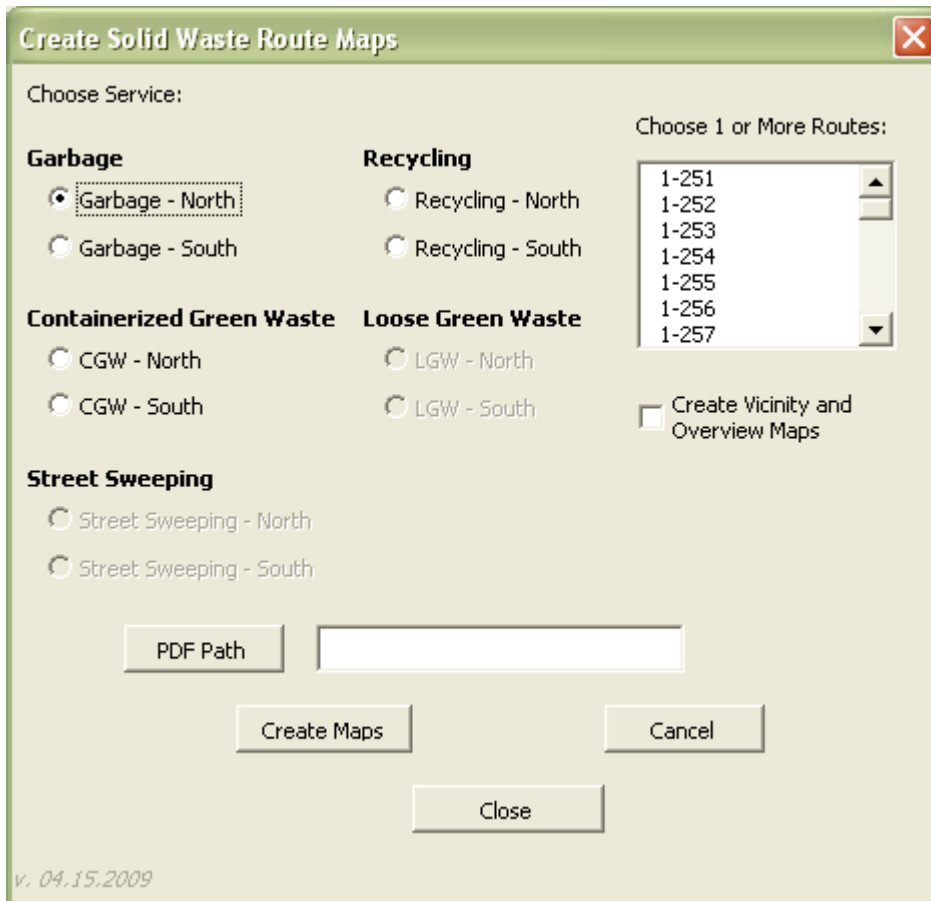 Create Solid Waste Route Maps
Choose Service:
Choose 1 or More Routes:
Garbage
Garbage - North
Garbage - South
Recycling
Recycling - North
Recycling - South
1-251
1-252
1-253
1-254
1-255
1-256
1-257
Containerized Green Waste
CGW - North
CGW - South
Loose Green Waste
LGW - North
LGW - South
Create Vicinity and
Overview Maps
Street Sweeping
Street Sweeping - North
Street Sweeping - South
PDF Path
Create Maps
Cancel
Close
v. 04.15.2009